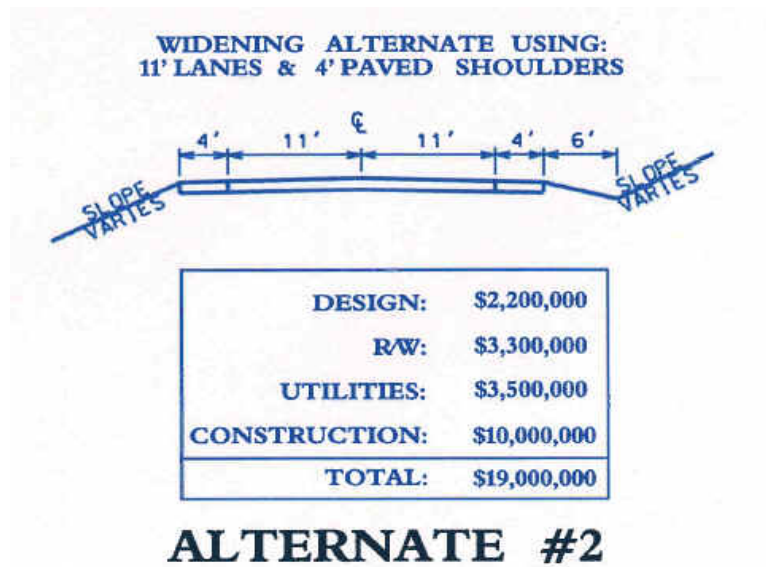 WIDENING ALTERNATE USING:
11' LANES & 4' PAVED SHOULDERS
℄
4' 11' 11' 4' 6'
SLOPE VARIES
SLOPE VARIES
DESIGN: $2,200,000
R/W: $3,300,000
UTILITIES: $3,500,000
CONSTRUCTION: $10,000,000
TOTAL: $19,000,000
ALTERNATE #2